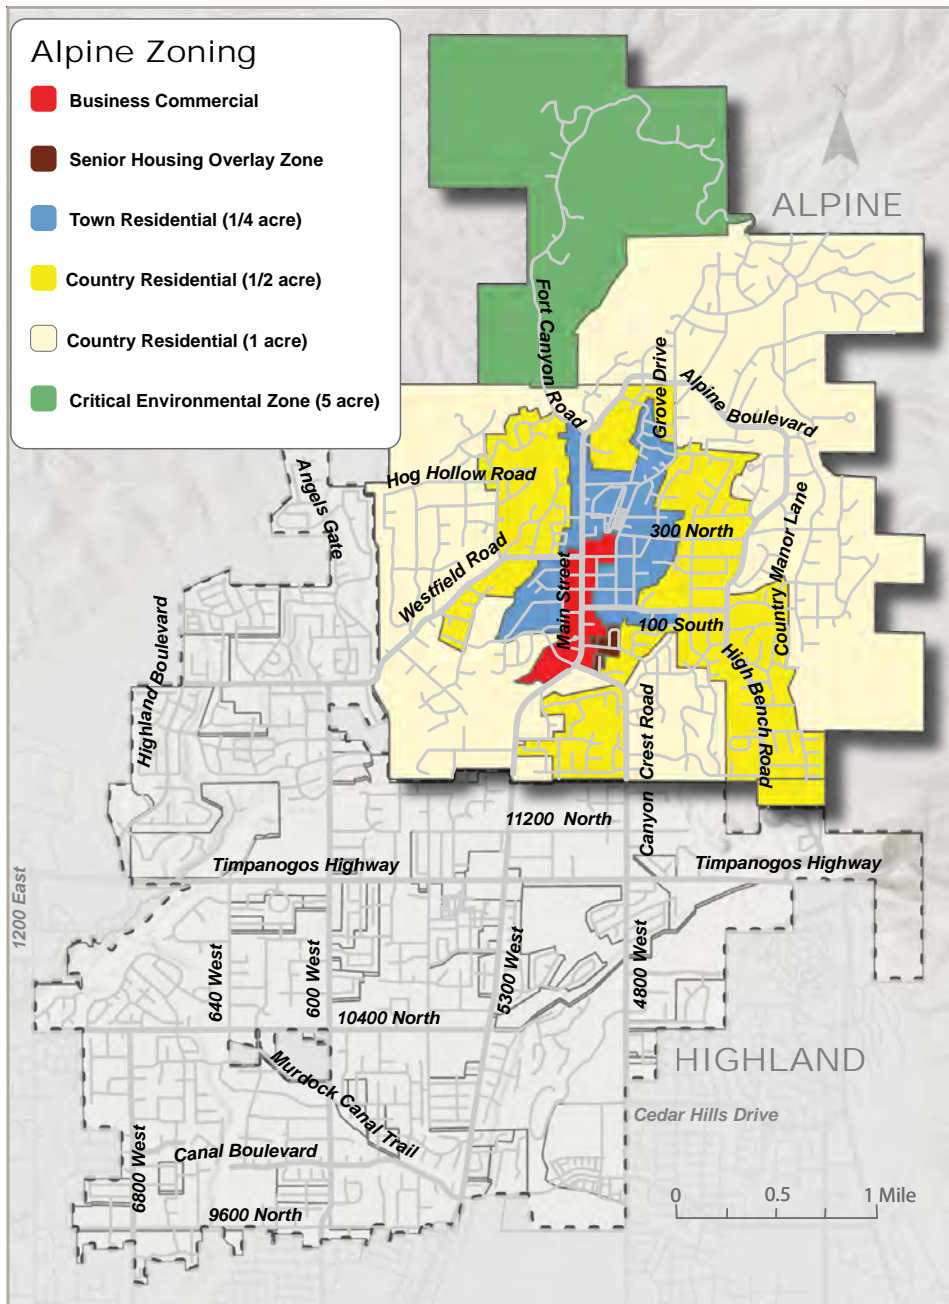 Alpine Zoning
Business Commercial
Senior Housing Overlay Zone
Town Residential (1/4 acre)
Country Residential (1/2 acre)
Country Residential (1 acre)
Critical Environmental Zone (5 acre)
N
ALPINE
Fort Canyon Road
Grove Drive
Alpine Boulevard
Angels Gate
Hog Hollow Road
300 North
Westfield Road
Country Manor Lane
Main Street
100 South
Highland Boulevard
High Bench Road
Canyon Crest Road
11200 North
Timpanogos Highway
Timpanogos Highway
1200 East
640 West
600 West
5300 West
4800 West
10400 North
HIGHLAND
Murdock Canal Trail
Cedar Hills Drive
6800 West
Canal Boulevard
9600 North
0 0.5 1 Mile